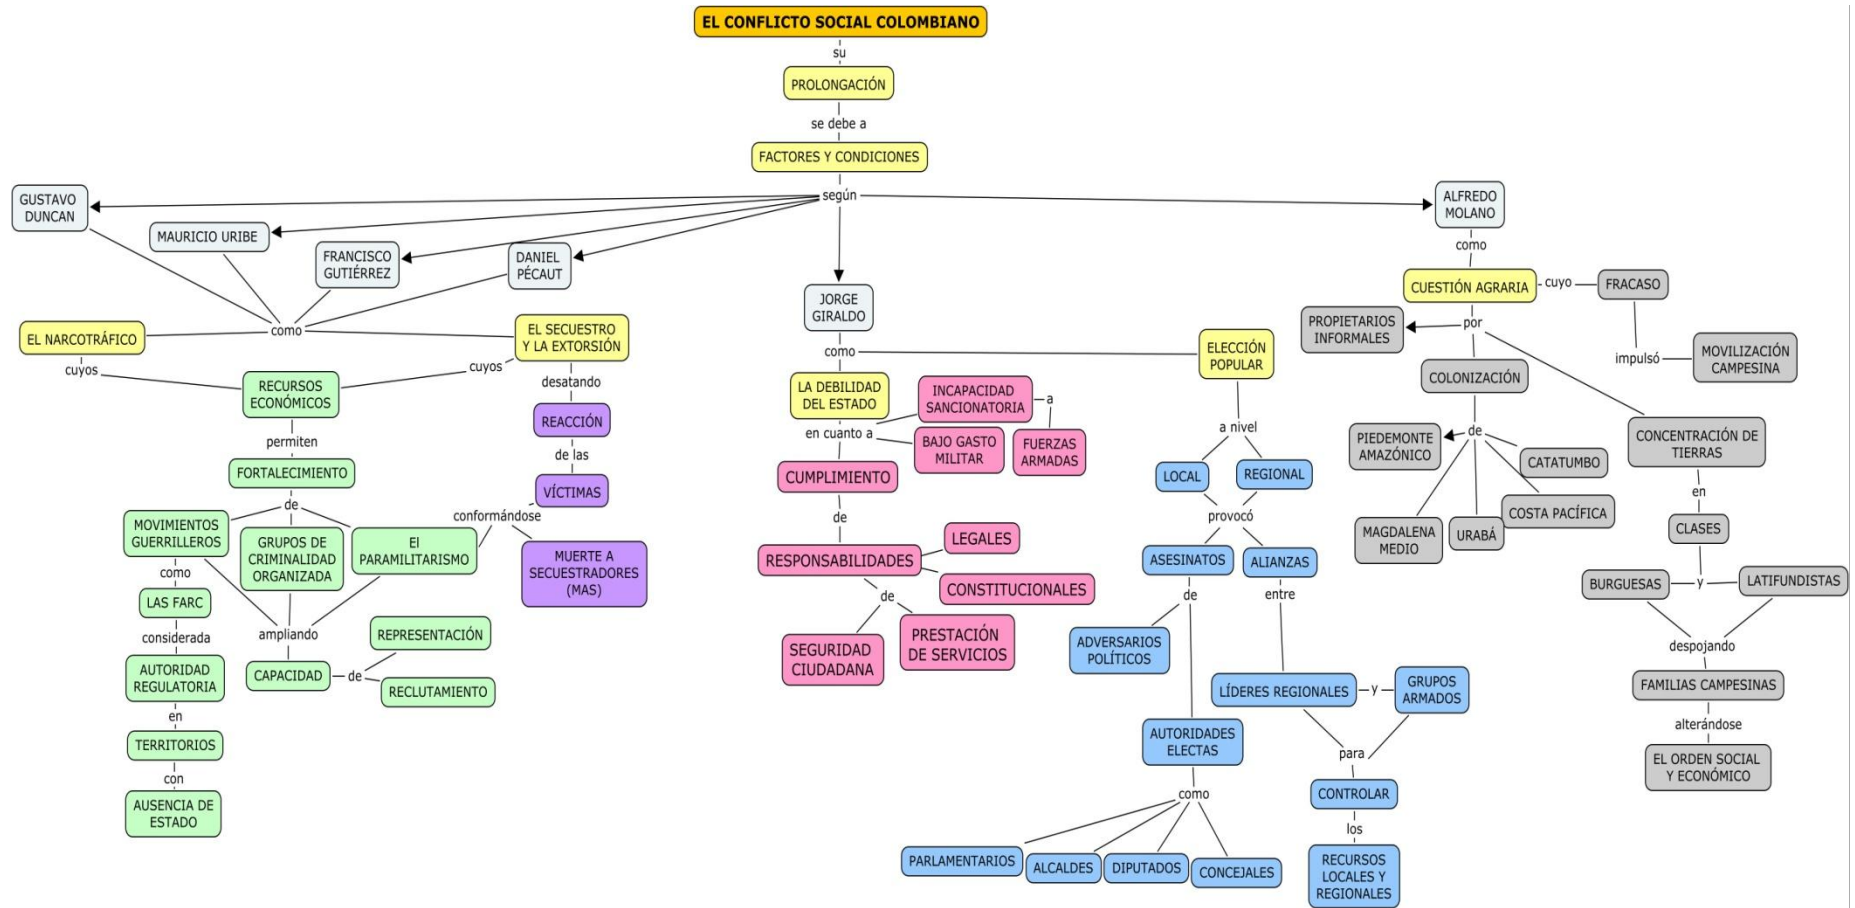 EL CONFLICTO SOCIAL COLOMBIANO
su
PROLONGACIÓN
se debe a
FACTORES Y CONDICIONES
según
GUSTAVO
DUNCAN
MAURICIO URIBE
FRANCISCO
GUTIÉRREZ
DANIEL
PÉCAUT
como
EL NARCOTRÁFICO
cuyos
EL SECUESTRO
Y LA EXTORSIÓN
cuyos
RECURSOS
ECONÓMICOS
permiten
FORTALECIMIENTO
de
MOVIMIENTOS
GUERRILLEROS
GRUPOS DE
CRIMINALIDAD
ORGANIZADA
El
PARAMILITARISMO
como
LAS FARC
considerada
AUTORIDAD
REGULATORIA
en
TERRITORIOS
con
AUSENCIA DE
ESTADO
ampliando
CAPACIDAD
de
REPRESENTACIÓN
RECLUTAMIENTO
desatando
REACCIÓN
de las
VÍCTIMAS
conformándose
MUERTE A
SECUESTRADORES
(MAS)
JORGE
GIRALDO
como
LA DEBILIDAD
DEL ESTADO
en cuanto a
INCAPACIDAD
SANCIONATORIA
a
FUERZAS
ARMADAS
BAJO GASTO
MILITAR
CUMPLIMIENTO
de
RESPONSABILIDADES
LEGALES
CONSTITUCIONALES
de
SEGURIDAD
CIUDADANA
PRESTACIÓN
DE SERVICIOS
ELECCIÓN
POPULAR
a nivel
LOCAL
REGIONAL
provocó
ASESINATOS
ALIANZAS
de
ADVERSARIOS
POLÍTICOS
AUTORIDADES
ELECTAS
como
PARLAMENTARIOS
ALCALDES
DIPUTADOS
CONCEJALES
entre
LÍDERES REGIONALES
y
GRUPOS
ARMADOS
para
CONTROLAR
los
RECURSOS
LOCALES Y
REGIONALES
ALFREDO
MOLANO
como
CUESTIÓN AGRARIA
cuyo
FRACASO
impulsó
MOVILIZACIÓN
CAMPESINA
por
PROPIETARIOS
INFORMALES
COLONIZACIÓN
de
PIEDEMONTE
AMAZÓNICO
MAGDALENA
MEDIO
URABÁ
COSTA PACÍFICA
CATATUMBO
CONCENTRACIÓN DE
TIERRAS
en
CLASES
BURGUESAS
y
LATIFUNDISTAS
despojando
FAMILIAS CAMPESINAS
alterándose
EL ORDEN SOCIAL
Y ECONÓMICO